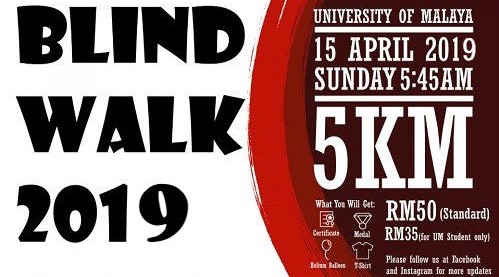 BLIND
WALK
2019
UNIVERSITY OF MALAYA
15 APRIL 2019
SUNDAY 5:45AM
5KM
What You Will Get:
Certificate
Medal
Helium Balloon
T-Shirt
RM50 (Standard)
RM35(for UM Student only)
Please follow us at Facebook
and Instagram for more updates